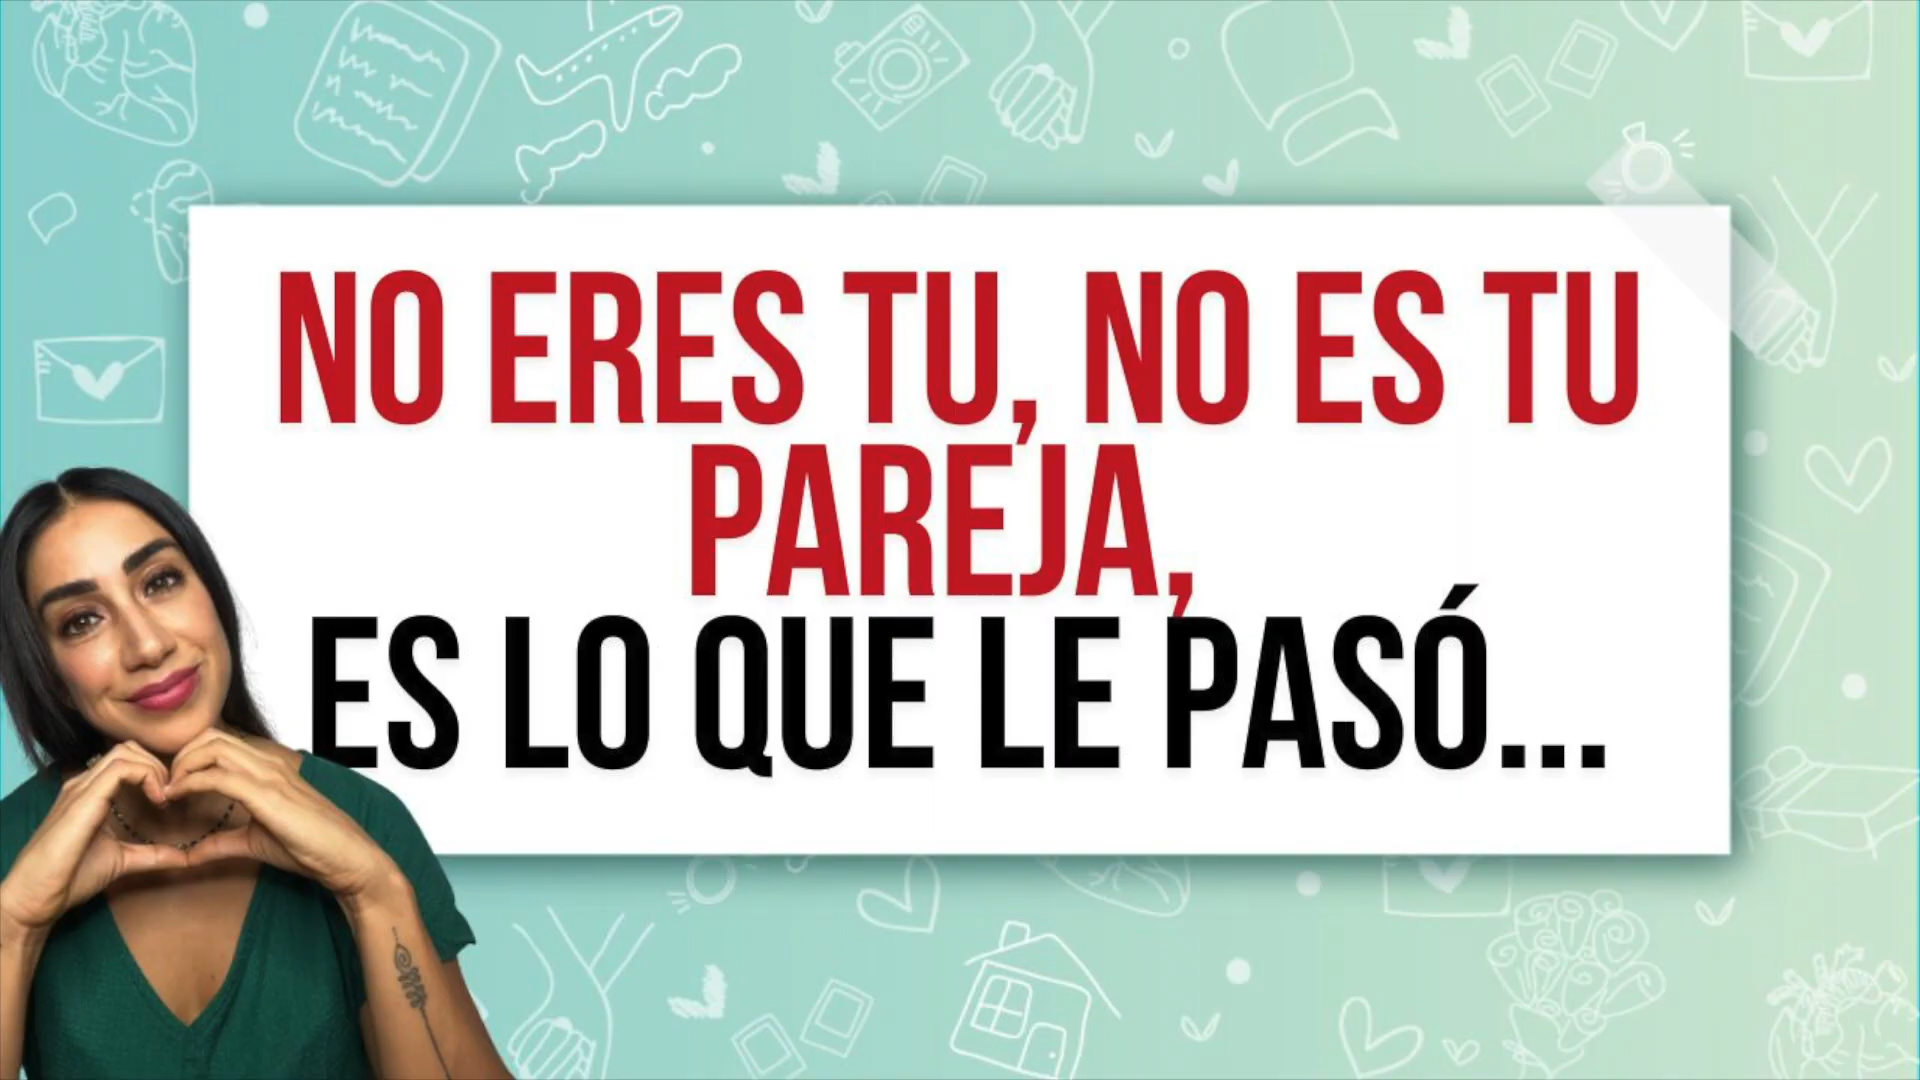 NO ERES TU, NO ES TU
PAREJA,
ES LO QUE LE PASÓ...